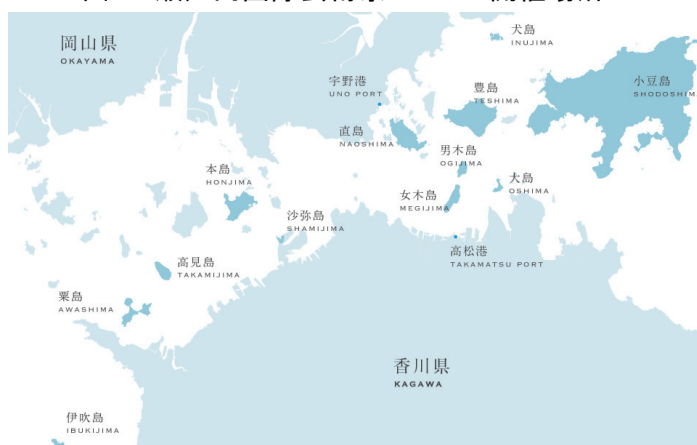 岡山県
OKAYAMA
犬島
INUJIMA
宇野港
UNO PORT
豊島
TESHIMA
小豆島
SHODOSHIM
直島
NAOSHIMA
男木島
OGIJIMA
本島
HONJIMA
女木島
MEGIJIMA
大島
OSHIMA
沙弥島
SHAMIJIMA
高松港
TAKAMATSU PORT
高見島
TAKAMIJIMA
粟島
AWASHIMA
香川県
KAGAWA
伊吹島
IBUKIJIMA